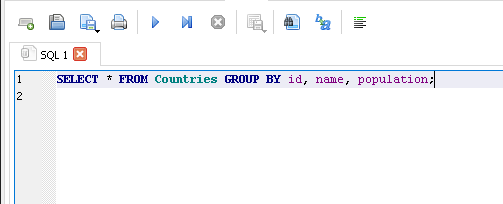 SQL 1
1 SELECT * FROM Countries GROUP BY id, name, population;
2